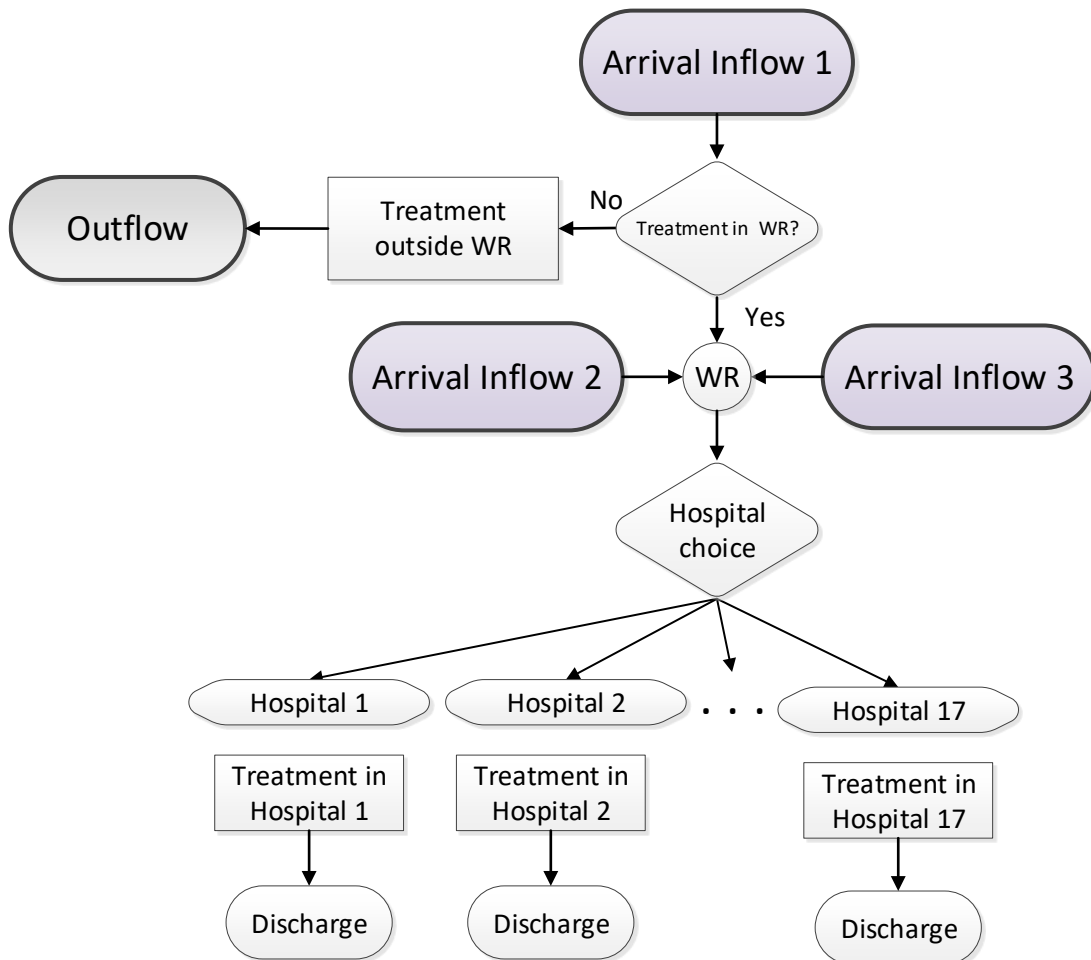 Arrival Inflow 1
No
Treatment in WR?
Treatment
outside WR
Outflow
Yes
Arrival Inflow 2
WR
Arrival Inflow 3
Hospital
choice
Hospital 1
Hospital 2
. . .
Hospital 17
Treatment in
Hospital 1
Treatment in
Hospital 2
Treatment in
Hospital 17
Discharge
Discharge
Discharge